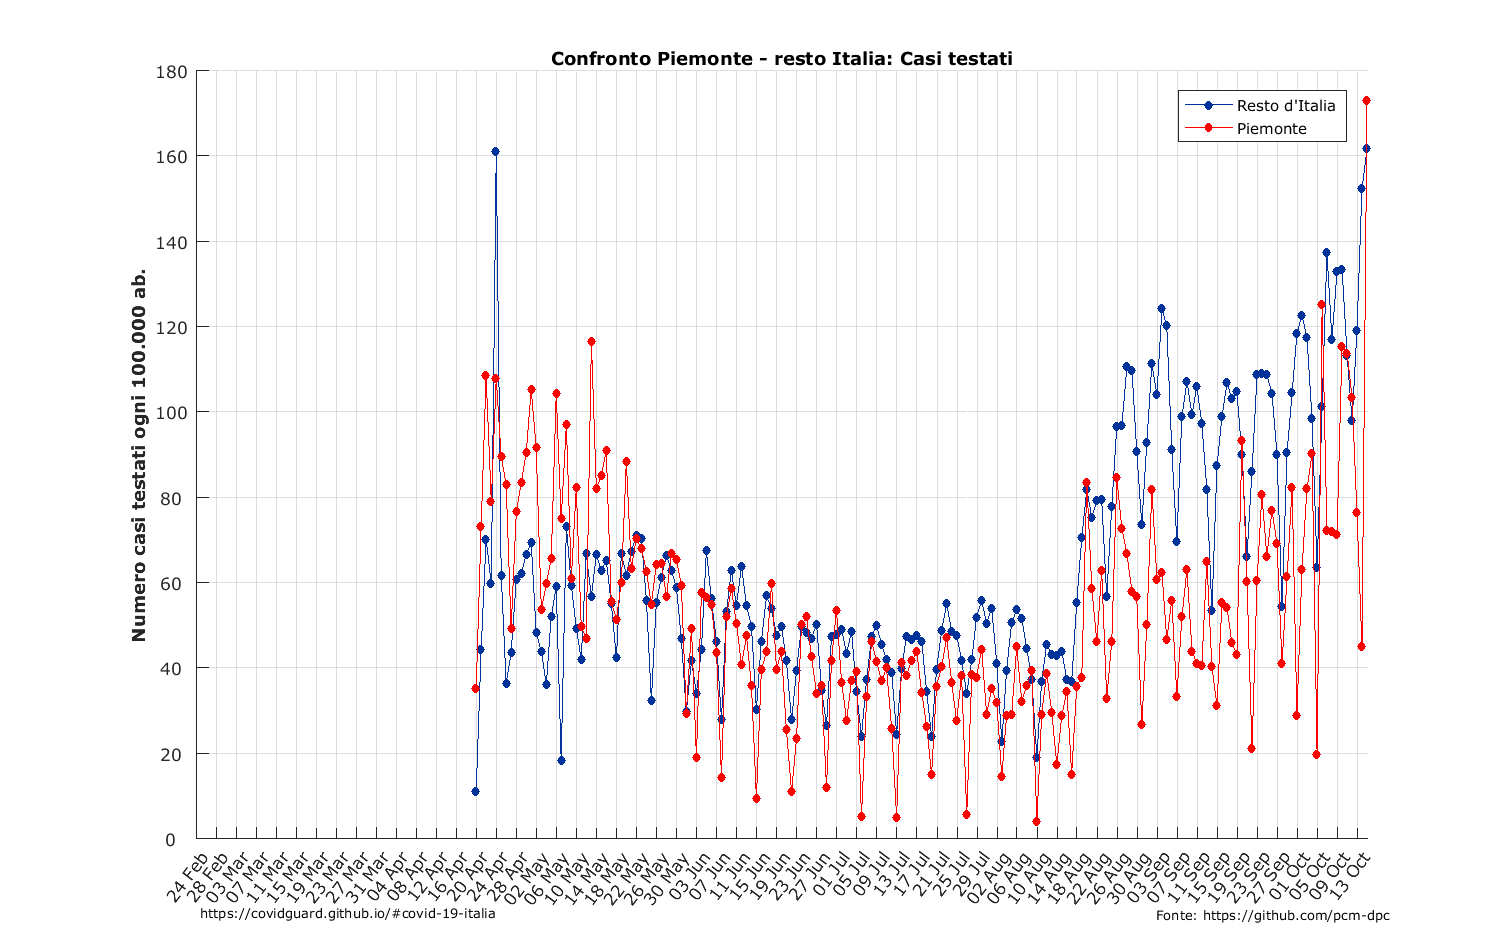 Confronto Piemonte - resto Italia: Casi testati
Numero casi testati ogni 100.000 ab.
180
160
140
120
100
80
60
40
20
0
Resto d'Italia
Piemonte
24 Feb
28 Feb
03 Mar
07 Mar
11 Mar
15 Mar
19 Mar
23 Mar
27 Mar
31 Mar
04 Apr
08 Apr
12 Apr
16 Apr
20 Apr
24 Apr
28 Apr
02 May
06 May
10 May
14 May
18 May
22 May
26 May
30 May
03 Jun
07 Jun
11 Jun
15 Jun
19 Jun
23 Jun
27 Jun
01 Jul
05 Jul
09 Jul
13 Jul
17 Jul
21 Jul
25 Jul
29 Jul
02 Aug
06 Aug
10 Aug
14 Aug
18 Aug
22 Aug
26 Aug
30 Aug
03 Sep
07 Sep
11 Sep
15 Sep
19 Sep
23 Sep
27 Sep
01 Oct
05 Oct
09 Oct
13 Oct
https://covidguard.github.io/#covid-19-italia
Fonte: https://github.com/pcm-dpc